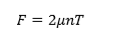 𝐹 = 2𝜇𝑛𝑇